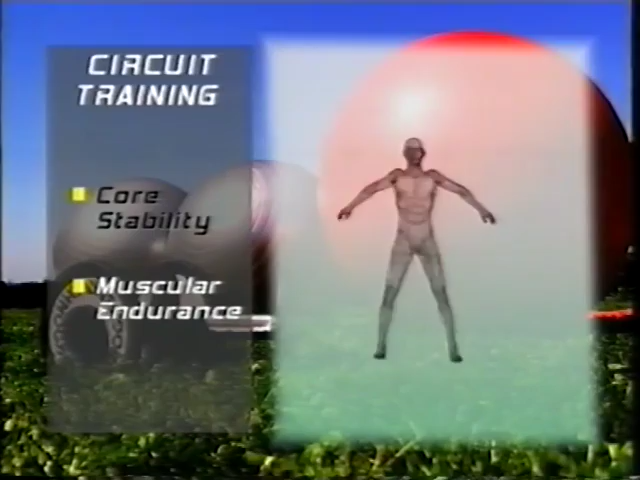 CIRCUIT
TRAINING
Core
Stability
Muscular
Endurance